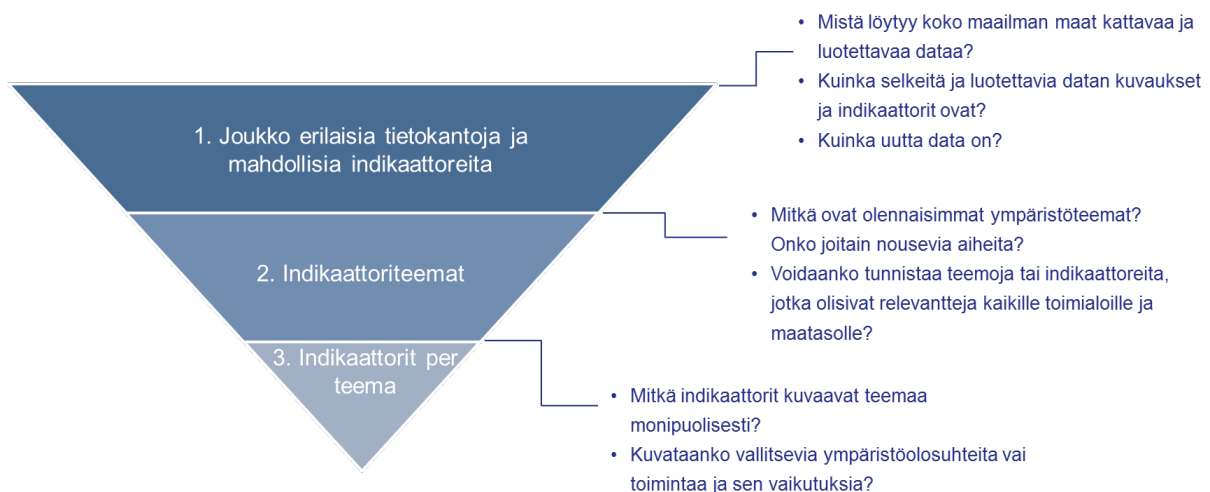 • Mistä löytyy koko maailman maat kattavaa ja
luotettavaa dataa?
• Kuinka selkeitä ja luotettavia datan kuvaukset
ja indikaattorit ovat?
• Kuinka uutta data on?
1. Joukko erilaisia tietokantoja ja
mahdollisia indikaattoreita
• Mitkä ovat olennaisimmat ympäristöteemat?
Onko joitain nousevia aiheita?
• Voidaanko tunnistaa teemoja tai indikaattoreita,
jotka olisivat relevantteja kaikille toimialoille ja
maatasolle?
2. Indikaattoriteemat
3. Indikaattorit per
teema
• Mitkä indikaattorit kuvaavat teemaa
monipuolisesti?
• Kuvataanko vallitsevia ympäristöolosuhteita vai
toimintaa ja sen vaikutuksia?